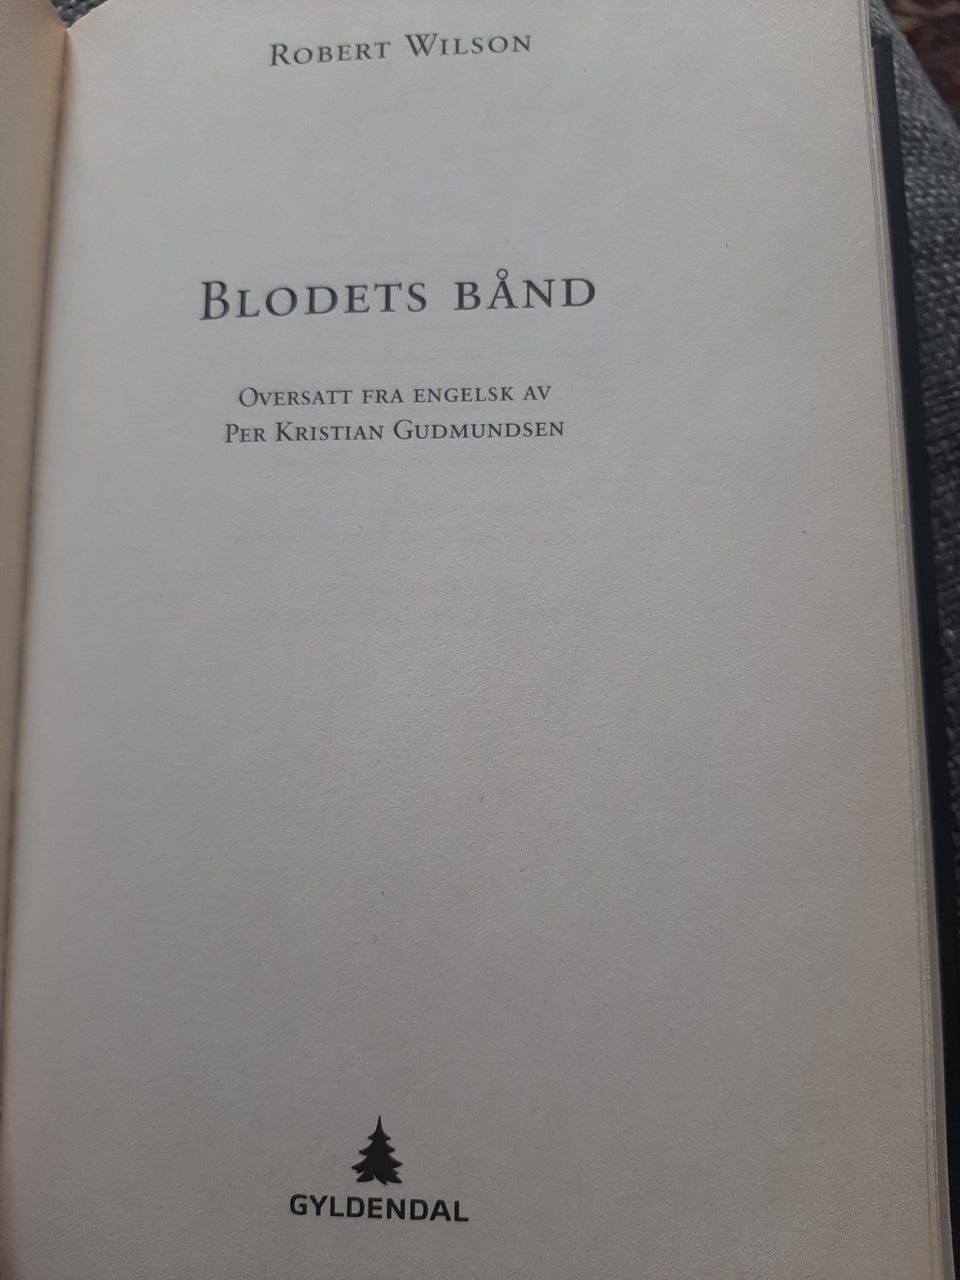 Robert Wilson
Blodets bånd
Oversatt fra engelsk av
Per Kristian Gudmundsen
GYLDENDAL